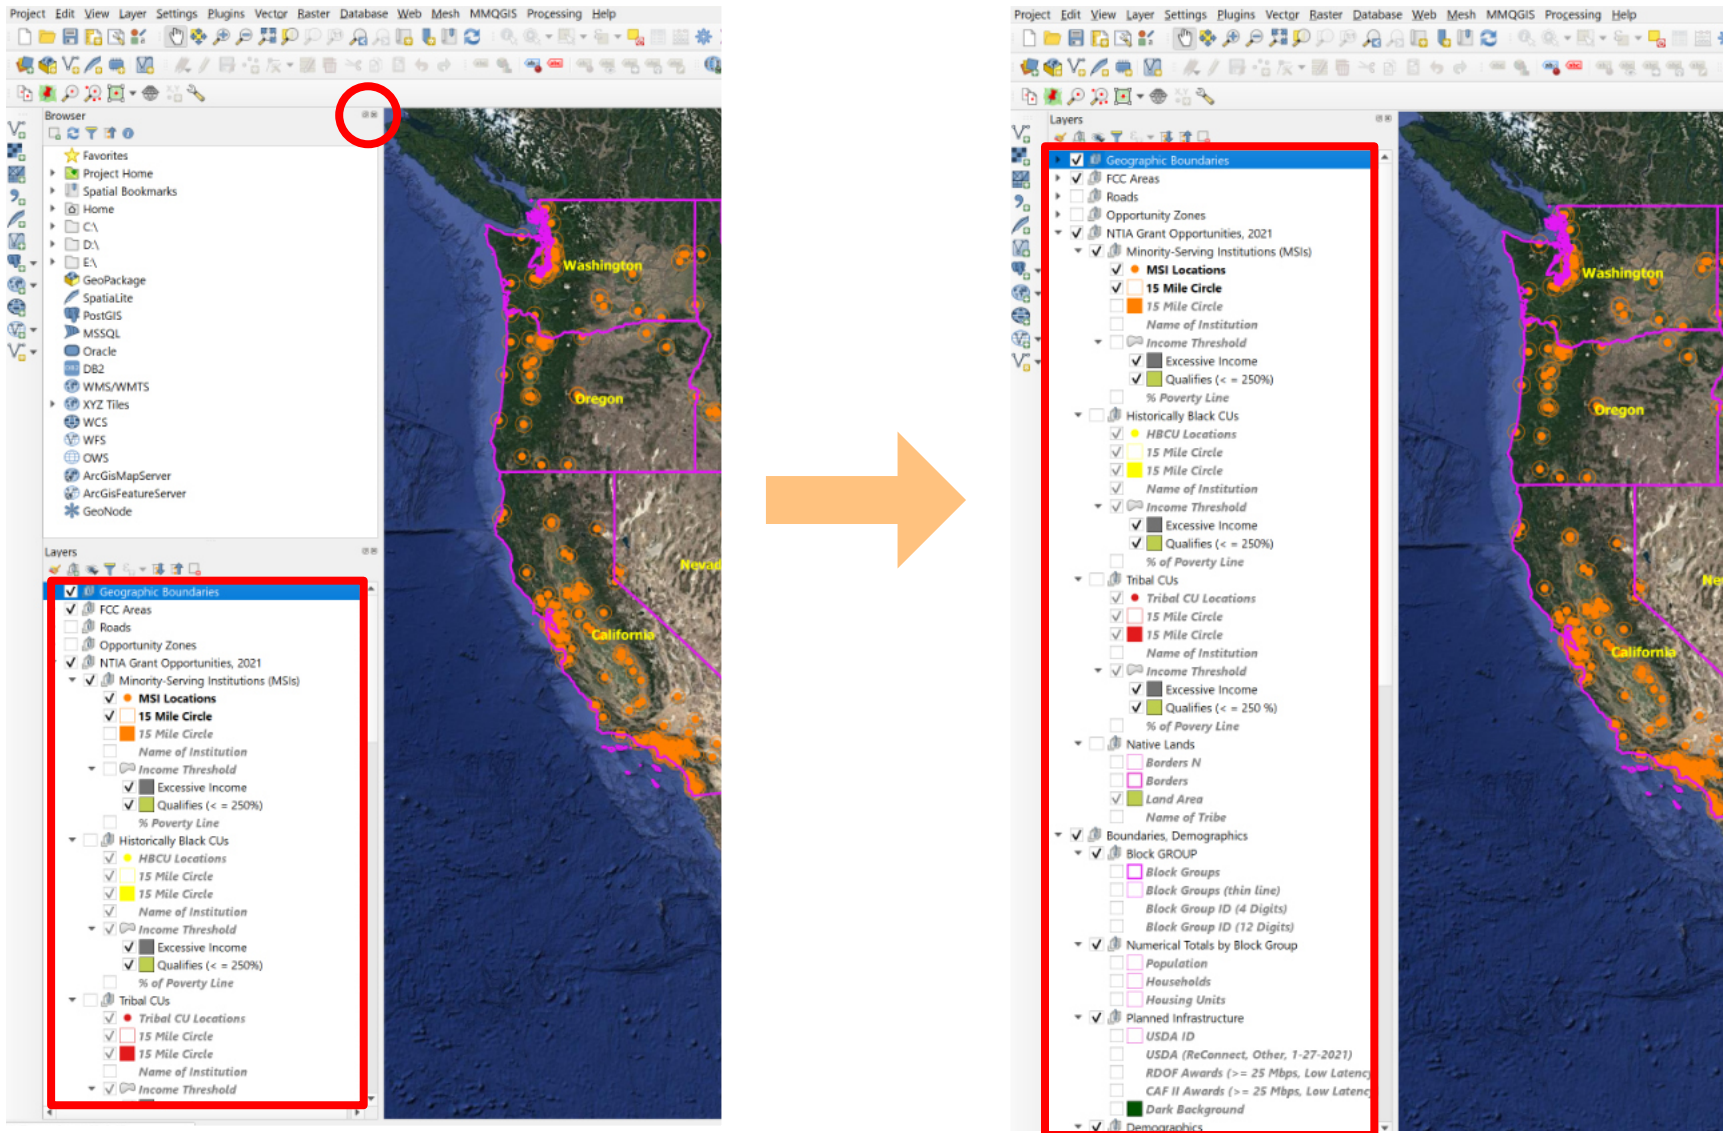 Project Edit View Layer Settings Plugins Vector Raster Database Web Mesh MMQGIS Processing Help
Browser
Favorites
Project Home
Spatial Bookmarks
Home
C:\
D:\
E:\
GeoPackage
SpatiaLite
PostGIS
MSSQL
Oracle
DB2
WMS/WMTS
XYZ Tiles
WCS
WFS
OWS
ArcGisMapServer
ArcGisFeatureServer
GeoNode
Layers
Geographic Boundaries
FCC Areas
Roads
Opportunity Zones
NTIA Grant Opportunities, 2021
Minority-Serving Institutions (MSIs)
MSI Locations
15 Mile Circle
15 Mile Circle
Name of Institution
Income Threshold
Excessive Income
Qualifies (< = 250%)
% Poverty Line
Historically Black CUs
HBCU Locations
15 Mile Circle
15 Mile Circle
Name of Institution
Income Threshold
Excessive Income
Qualifies (< = 250%)
% of Poverty Line
Tribal CUs
Tribal CU Locations
15 Mile Circle
15 Mile Circle
Name of Institution
Income Threshold
Washington
Oregon
Nevad
California
Project Edit View Layer Settings Plugins Vector Raster Database Web Mesh MMQGIS Processing Help
Layers
Geographic Boundaries
FCC Areas
Roads
Opportunity Zones
NTIA Grant Opportunities, 2021
Minority-Serving Institutions (MSIs)
MSI Locations
15 Mile Circle
15 Mile Circle
Name of Institution
Income Threshold
Excessive Income
Qualifies (< = 250%)
% Poverty Line
Historically Black CUs
HBCU Locations
15 Mile Circle
15 Mile Circle
Name of Institution
Income Threshold
Excessive Income
Qualifies (< = 250%)
% of Poverty Line
Tribal CUs
Tribal CU Locations
15 Mile Circle
15 Mile Circle
Name of Institution
Income Threshold
Excessive Income
Qualifies (< = 250 %)
% of Povery Line
Native Lands
Borders N
Borders
Land Area
Name of Tribe
Boundaries, Demographics
Block GROUP
Block Groups
Block Groups (thin line)
Block Group ID (4 Digits)
Block Group ID (12 Digits)
Numerical Totals by Block Group
Population
Households
Housing Units
Planned Infrastructure
USDA ID
USDA (ReConnect, Other, 1-27-2021)
RDOF Awards (>= 25 Mbps, Low Latency
CAF II Awards (>= 25 Mbps, Low Latenc
Dark Background
Demographics
Washington
Oregon
Ne
California